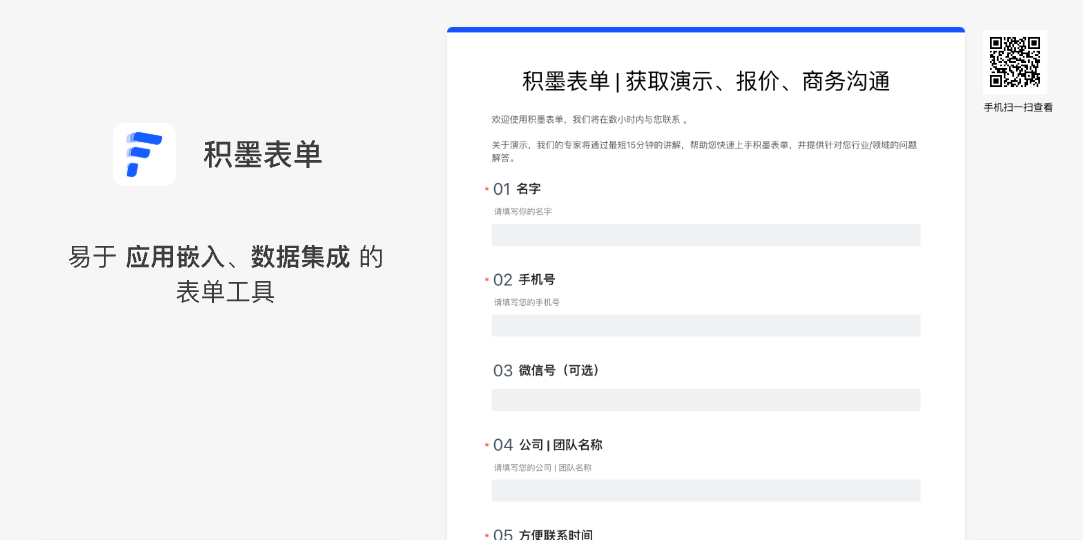 积墨表单
易于 应用嵌入、数据集成 的
表单工具
积墨表单 | 获取演示、报价、商务沟通
欢迎使用积墨表单，我们将在数小时内与您联系 。
关于演示，我们的专家将通过最短15分钟的讲解，帮助您快速上手积墨表单，并提供针对您行业/领域的问题
解答。
* 01 名字
请填写你的名字
* 02 手机号
请填写您的手机号
03 微信号（可选）
* 04 公司 | 团队名称
请填写您的公司 | 团队名称
* 05 方便联系时间
手机扫一扫查看